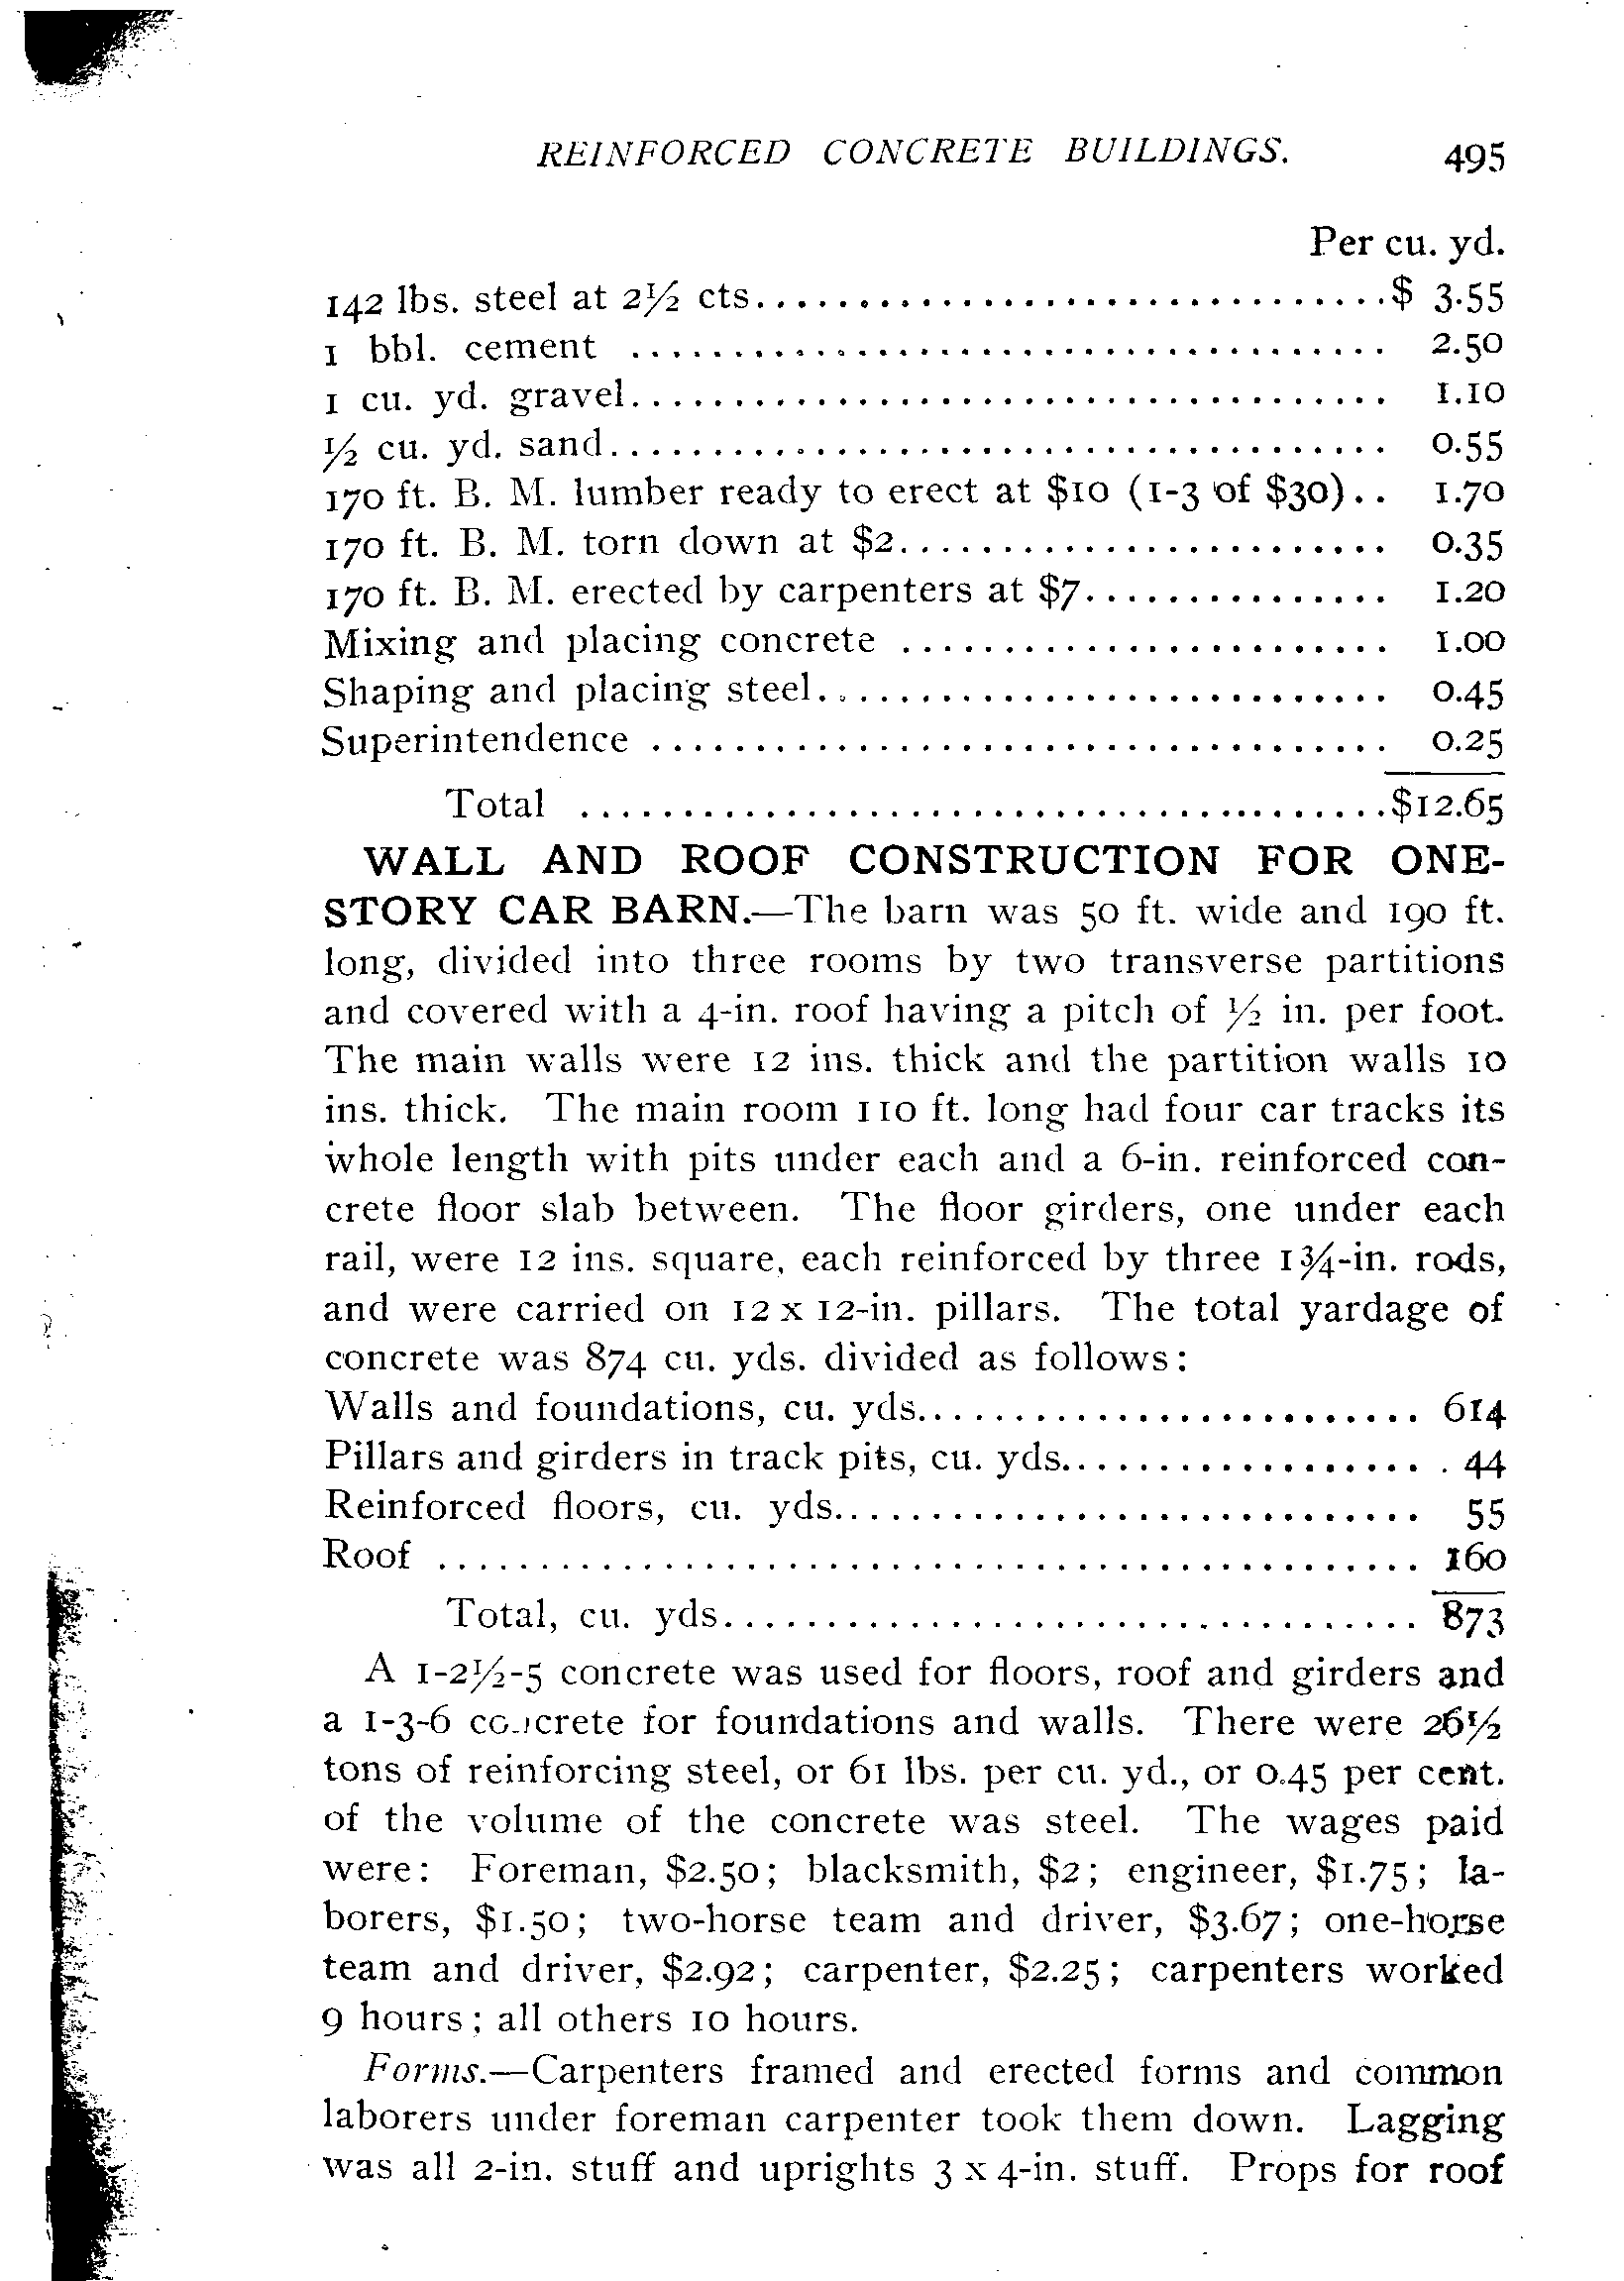 REINFORCED CONCRETE BUILDINGS. 495
Per cu. yd.
142 lbs. steel at 2½ cts................................$ 3.55
1 bbl. cement ..................................... 2.50
1 cu. yd. gravel..................................... 1.10
½ cu. yd. sand...................................... 0.55
170 ft. B. M. lumber ready to erect at $10 (1-3 of $30).. 1.70
170 ft. B. M. torn down at $2........................ 0.35
170 ft. B. M. erected by carpenters at $7............... 1.20
Mixing and placing concrete ........................ 1.00
Shaping and placing steel............................ 0.45
Superintendence .................................... 0.25
Total .......................................$12.65
WALL AND ROOF CONSTRUCTION FOR ONE-
STORY CAR BARN.—The barn was 50 ft. wide and 190 ft.
long, divided into three rooms by two transverse partitions
and covered with a 4-in. roof having a pitch of ½ in. per foot.
The main walls were 12 ins. thick and the partition walls 10
ins. thick. The main room 110 ft. long had four car tracks its
whole length with pits under each and a 6-in. reinforced con-
crete floor slab between. The floor girders, one under each
rail, were 12 ins. square, each reinforced by three 1¾-in. rods,
and were carried on 12 x 12-in. pillars. The total yardage of
concrete was 874 cu. yds. divided as follows:
Walls and foundations, cu. yds......................... 614
Pillars and girders in track pits, cu. yds................... 44
Reinforced floors, cu. yds............................. 55
Roof ................................................ 160
Total, cu. yds.................................. 873
A 1-2½-5 concrete was used for floors, roof and girders and
a 1-3-6 concrete for foundations and walls. There were 26½
tons of reinforcing steel, or 61 lbs. per cu. yd., or 0.45 per cent.
of the volume of the concrete was steel. The wages paid
were: Foreman, $2.50; blacksmith, $2; engineer, $1.75; la-
borers, $1.50; two-horse team and driver, $3.67; one-horse
team and driver, $2.92; carpenter, $2.25; carpenters worked
9 hours; all others 10 hours.
Forms.—Carpenters framed and erected forms and common
laborers under foreman carpenter took them down. Lagging
was all 2-in. stuff and uprights 3 x 4-in. stuff. Props for roof